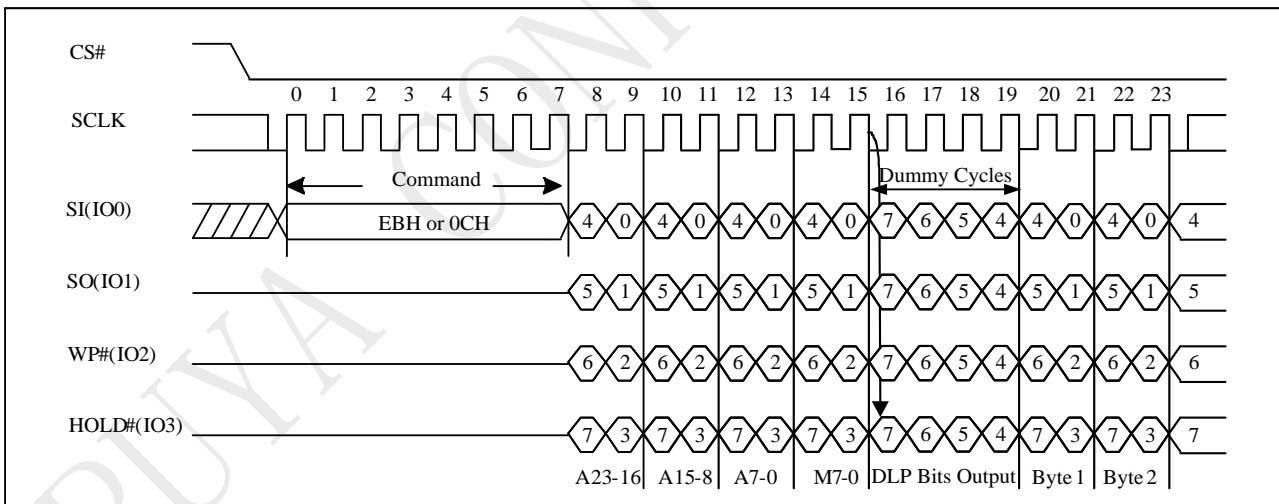 CS#
0 1 2 3 4 5 6 7 8 9 10 11 12 13 14 15 16 17 18 19 20 21 22 23
SCLK
Command
Dummy Cycles
SI(IO0)
EBH or 0CH
4 0 4 0 4 0 4 0 7 6 5 4 4 0 4 0 4
SO(IO1)
5 1 5 1 5 1 5 1 7 6 5 4 5 1 5 1 5
WP#(IO2)
6 2 6 2 6 2 6 2 7 6 5 4 6 2 6 2 6
HOLD#(IO3)
7 3 7 3 7 3 7 3 7 6 5 4 7 3 7 3 7
A23-16 A15-8 A7-0 M7-0 DLP Bits Output Byte 1 Byte 2
PUYA CONF